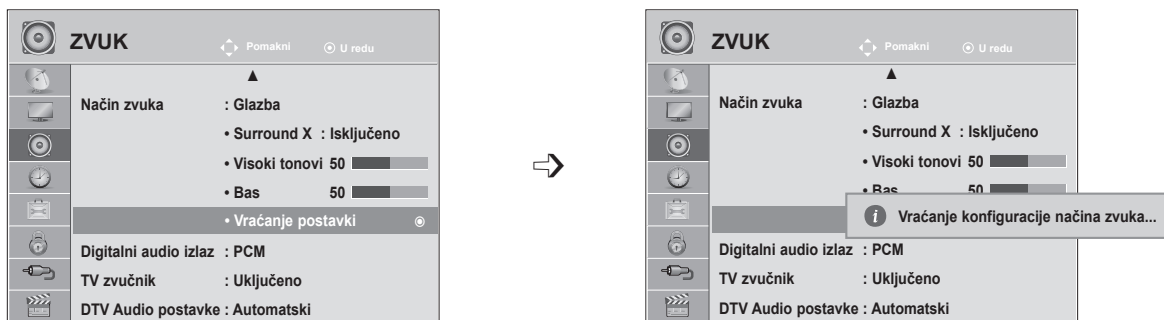 ZVUK
Pomakni
U redu
Način zvuka : Glazba
• Surround X : Isključeno
• Visoki tonovi 50
• Bas 50
• Vraćanje postavki
Digitalni audio izlaz : PCM
TV zvučnik : Uključeno
DTV Audio postavke : Automatski
ZVUK
Pomakni
U redu
Način zvuka : Glazba
• Surround X : Isključeno
• Visoki tonovi 50
• Bas 50
i Vraćanje konfiguracije načina zvuka...
Digitalni audio izlaz : PCM
TV zvučnik : Uključeno
DTV Audio postavke : Automatski